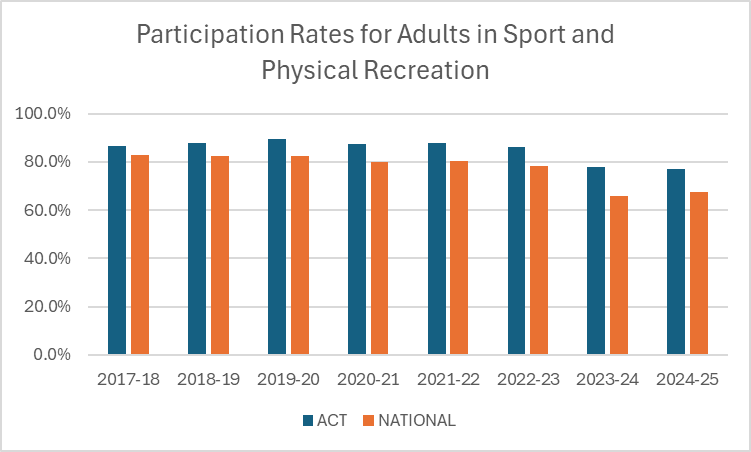 Participation Rates for Adults in Sport and
Physical Recreation
100.0%
80.0%
60.0%
40.0%
20.0%
0.0%
2017-18 2018-19 2019-20 2020-21 2021-22 2022-23 2023-24 2024-25
ACT NATIONAL